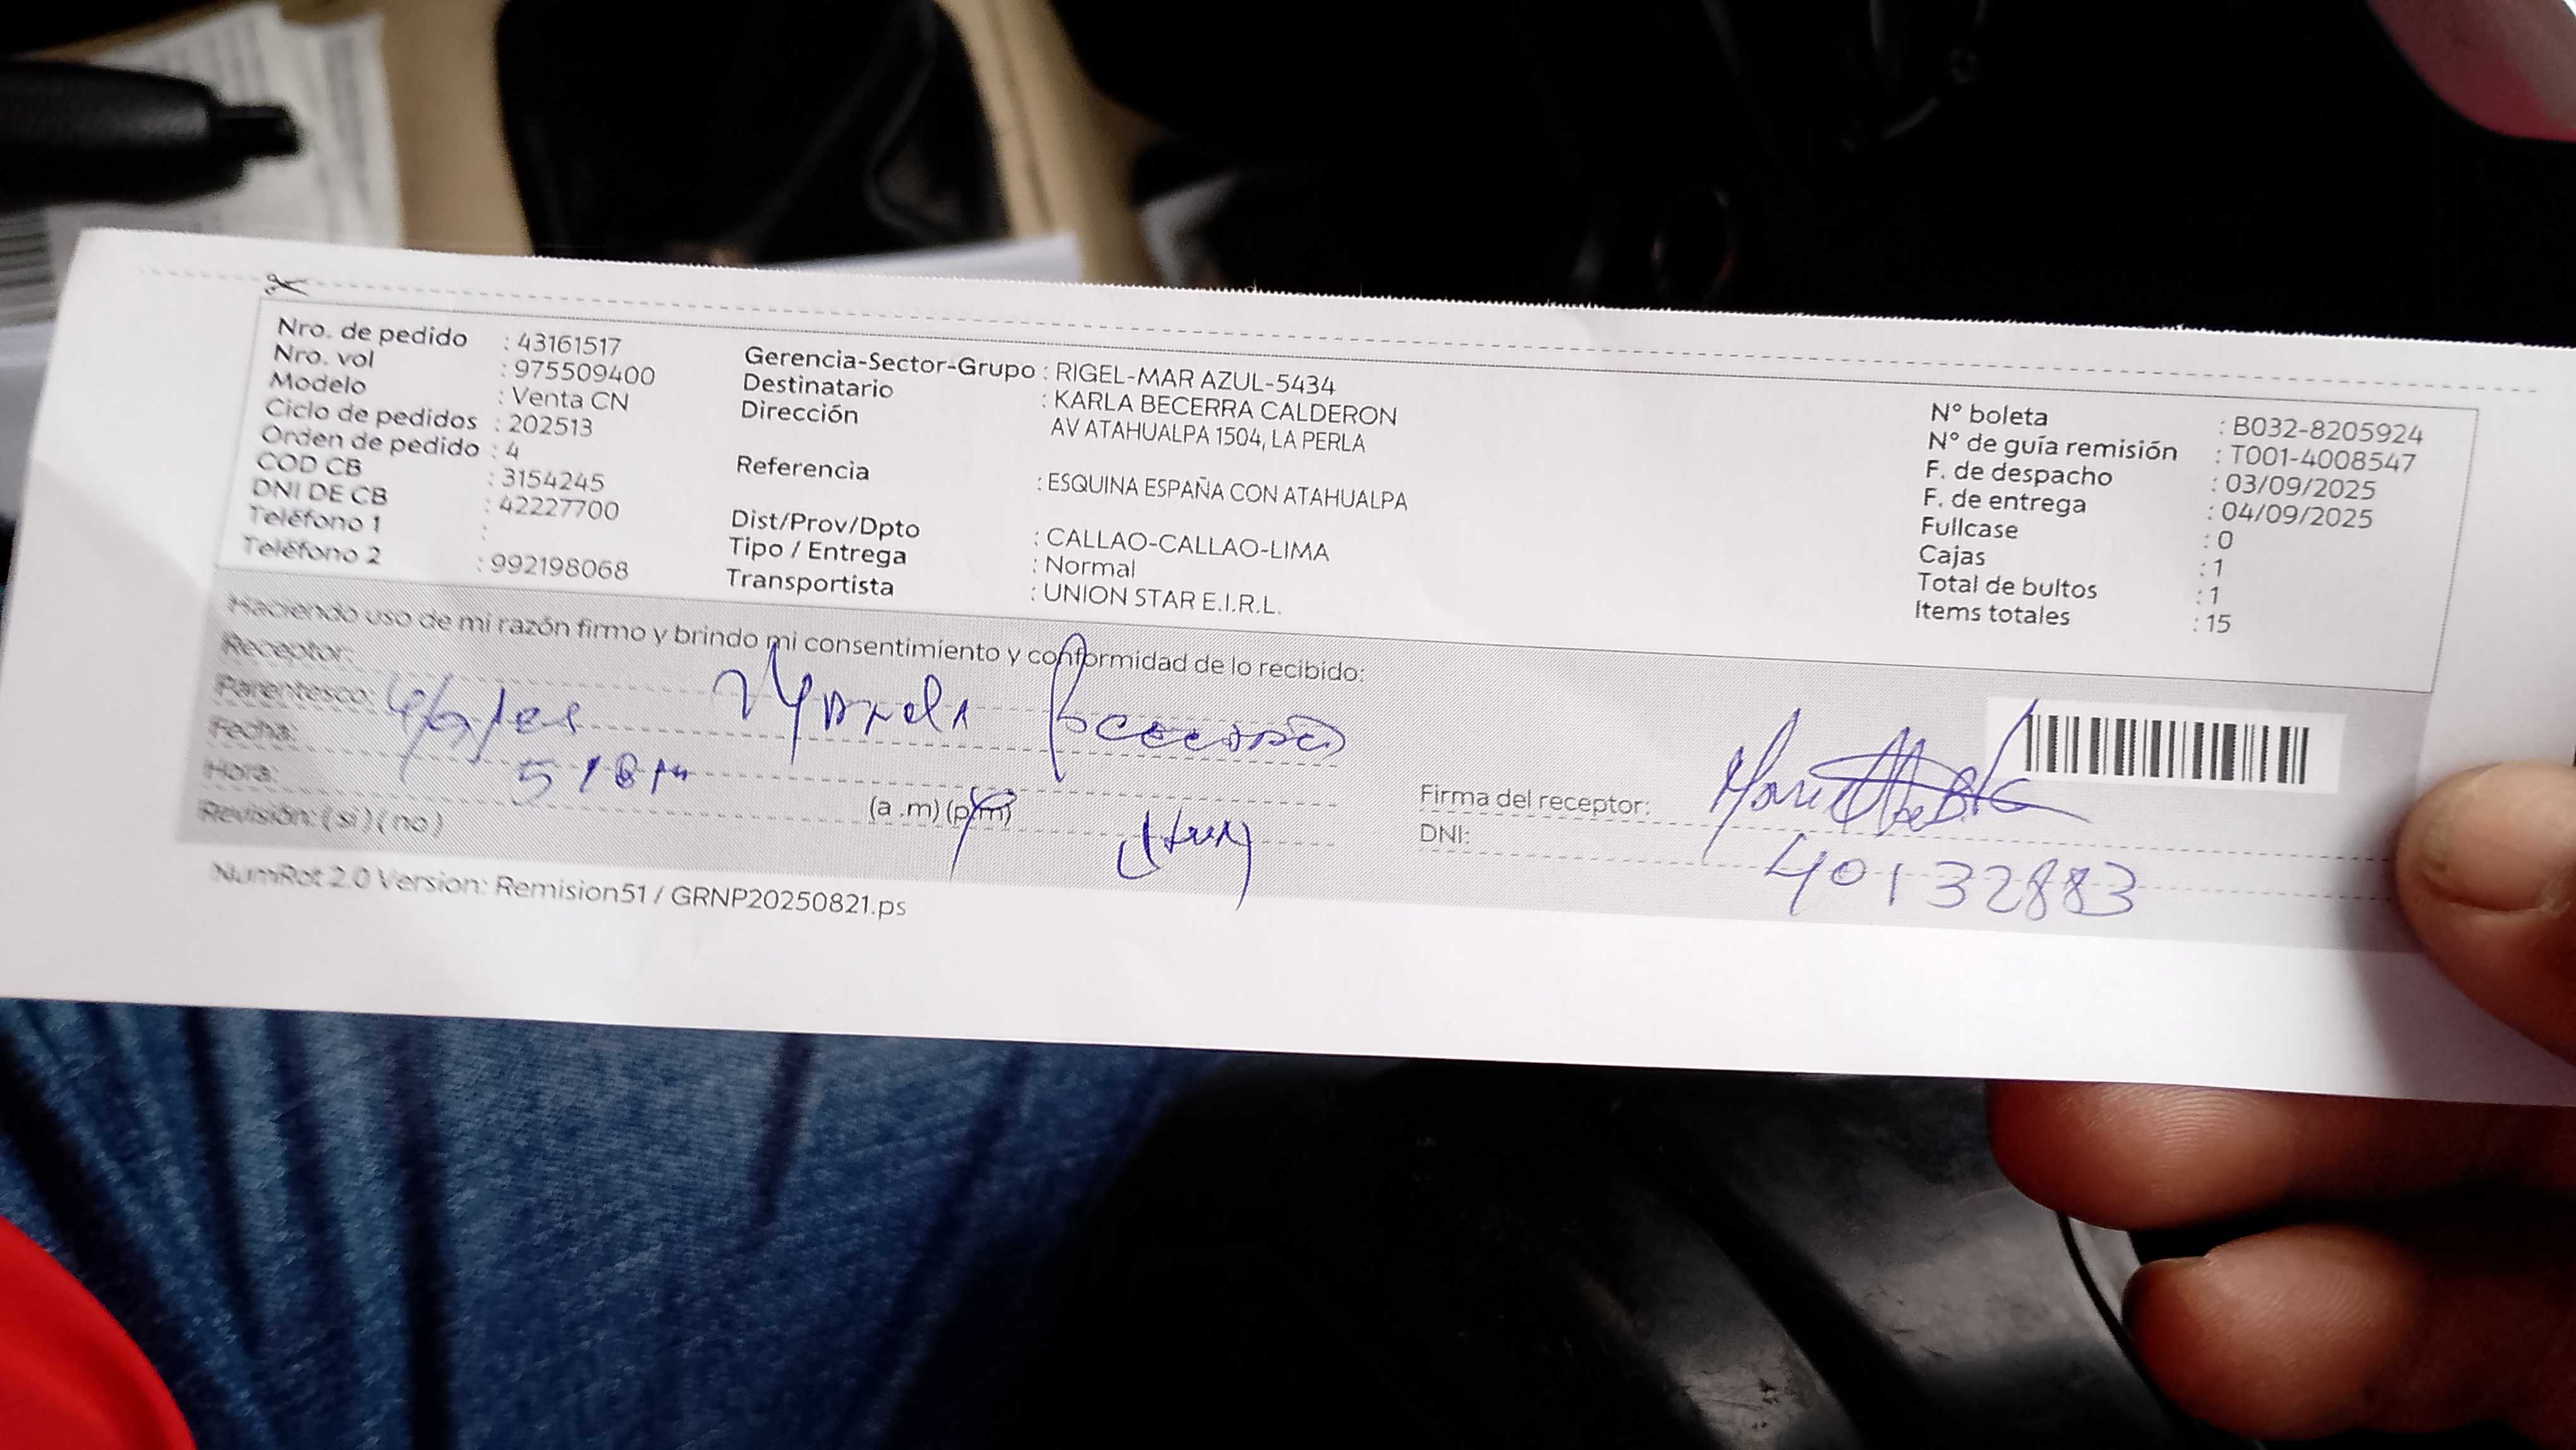 Nro. de pedido : 43161517
Nro. vol : 975509400
Modelo : Venta CN
Ciclo de pedidos : 202513
Orden de pedido : 4
COD CB : 3154245
DNI DE CB : 42227700
Teléfono 1 :
Teléfono 2 : 992198068
Gerencia-Sector-Grupo : RIGEL-MAR AZUL-5434
Destinatario : KARLA BECERRA CALDERON
Dirección AV ATAHUALPA 1504, LA PERLA
Referencia : ESQUINA ESPAÑA CON ATAHUALPA
Dist/Prov/Dpto : CALLAO-CALLAO-LIMA
Tipo / Entrega : Normal
Transportista : UNION STAR E.I.R.L.
N° boleta : B032-8205924
N° de guía remisión : T001-4008547
F. de despacho : 03/09/2025
F. de entrega : 04/09/2025
Fullcase : 0
Cajas : 1
Total de bultos : 1
Items totales : 15
Haciendo uso de mi razón firmo y brindo mi consentimiento y conformidad de lo recibido:
Receptor:
Parentesco:
Fecha:
Hora: (a .m) (p.m)
Revisión: ( si ) ( no )
Firma del receptor:
DNI: 40132883
NumRot 2.0 Version: Remision51 / GRNP20250821.ps